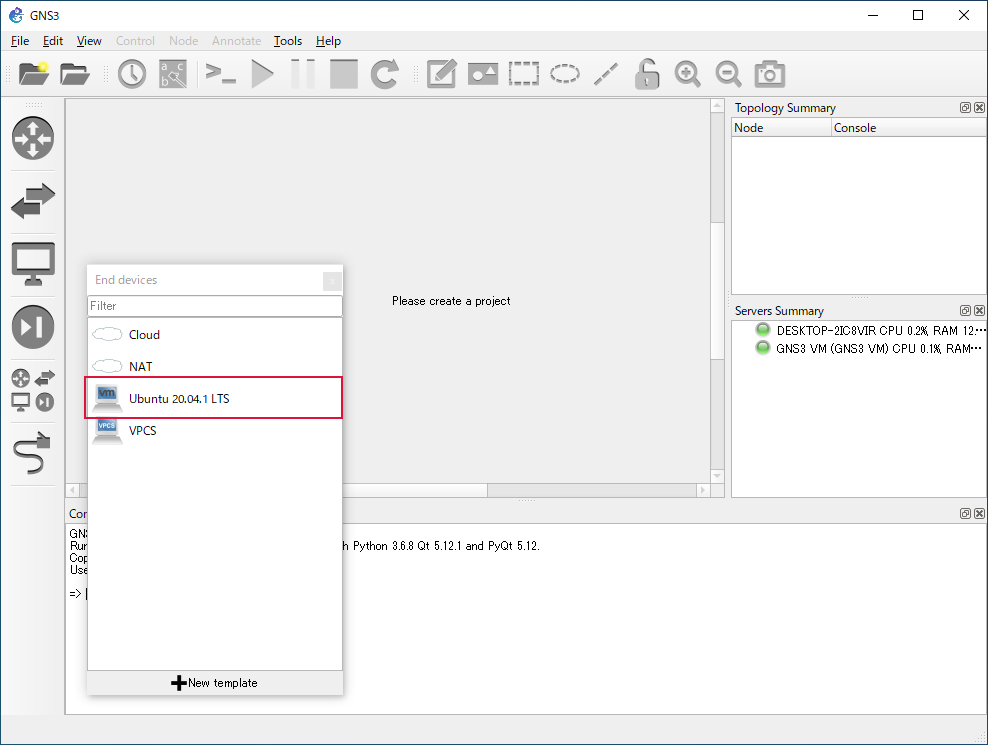 GNS3
File Edit View Control Node Annotate Tools Help
Topology Summary
Node Console
Please create a project
Servers Summary
DESKTOP-2IC8VIR CPU 0.2%, RAM 12.…
GNS3 VM (GNS3 VM) CPU 0.1%, RAM…
End devices
Filter
Cloud
NAT
vm
Ubuntu 20.04.1 LTS
VPCS
VPCS
New template
Con
GNS
Run
h Python 3.6.8 Qt 5.12.1 and PyQt 5.12.
Cop
Use
=>